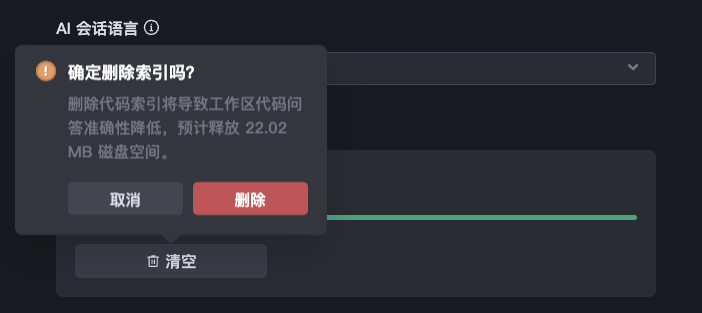 AI 会话语言
确定删除索引吗?
删除代码索引将导致工作区代码问
答准确性降低，预计释放 22.02
MB 磁盘空间。
取消
删除
清空